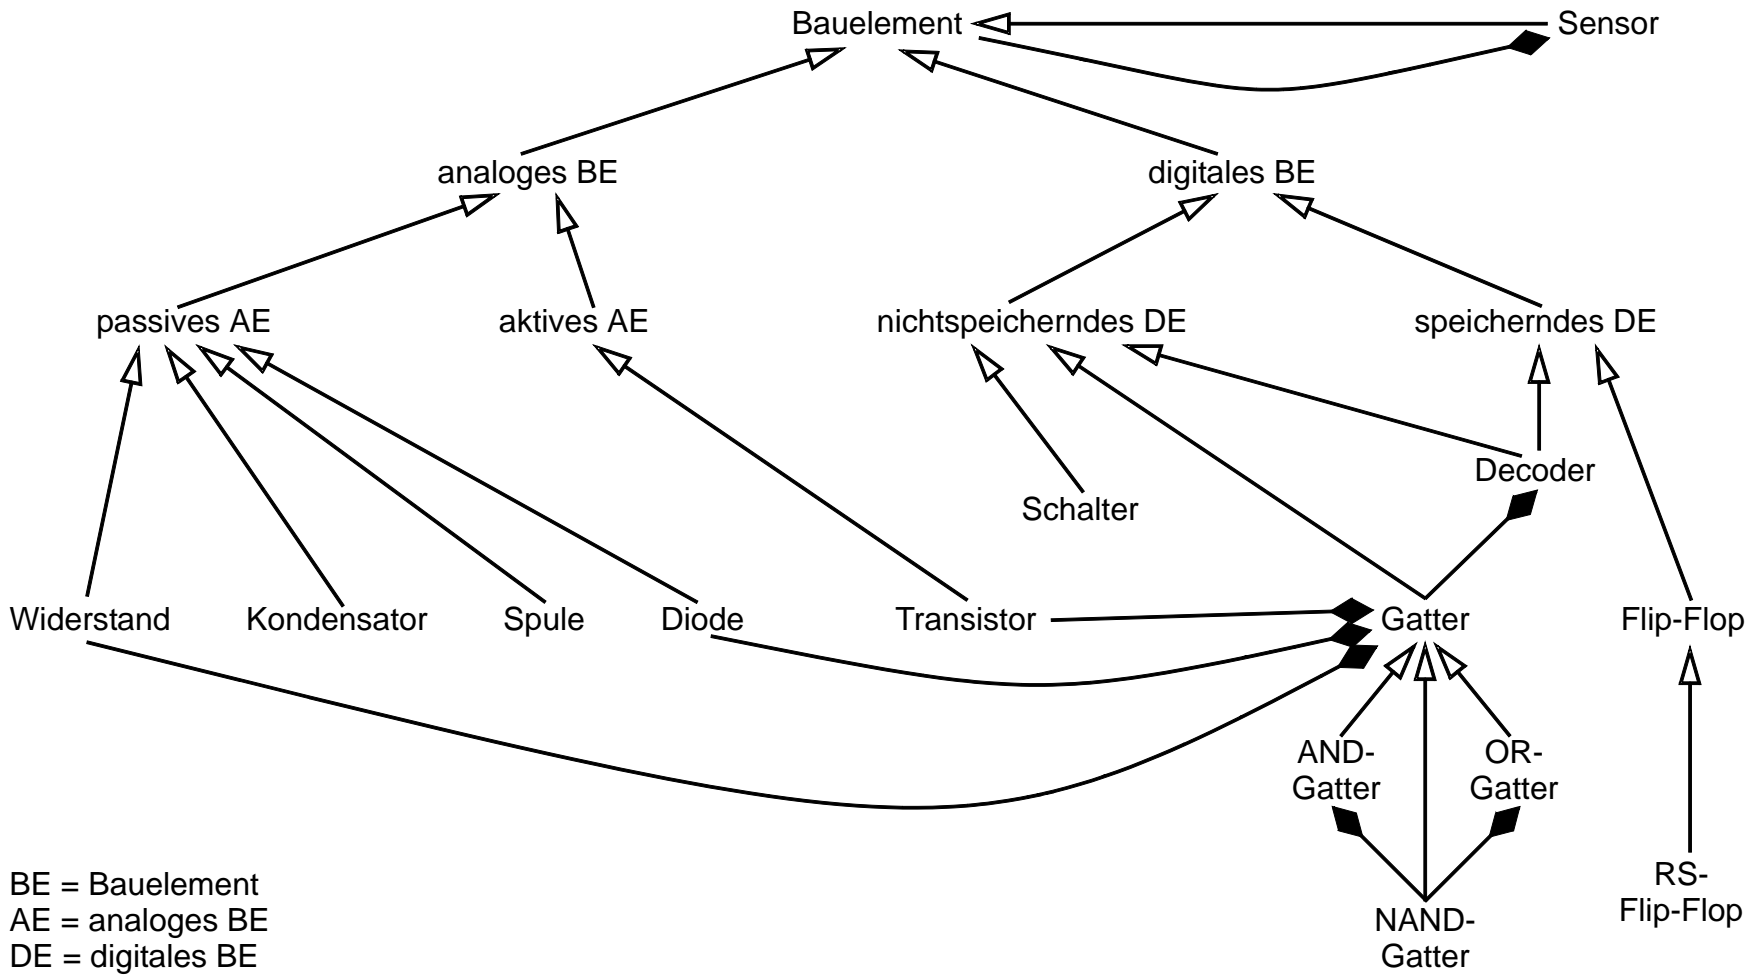 Bauelement
Sensor
analoges BE
digitales BE
passives AE
aktives AE
nichtspeicherndes DE
speicherndes DE
Decoder
Schalter
Widerstand
Kondensator
Spule
Diode
Transistor
Gatter
Flip-Flop
AND-
Gatter
OR-
Gatter
RS-
Flip-Flop
NAND-
Gatter
BE = Bauelement
AE = analoges BE
DE = digitales BE